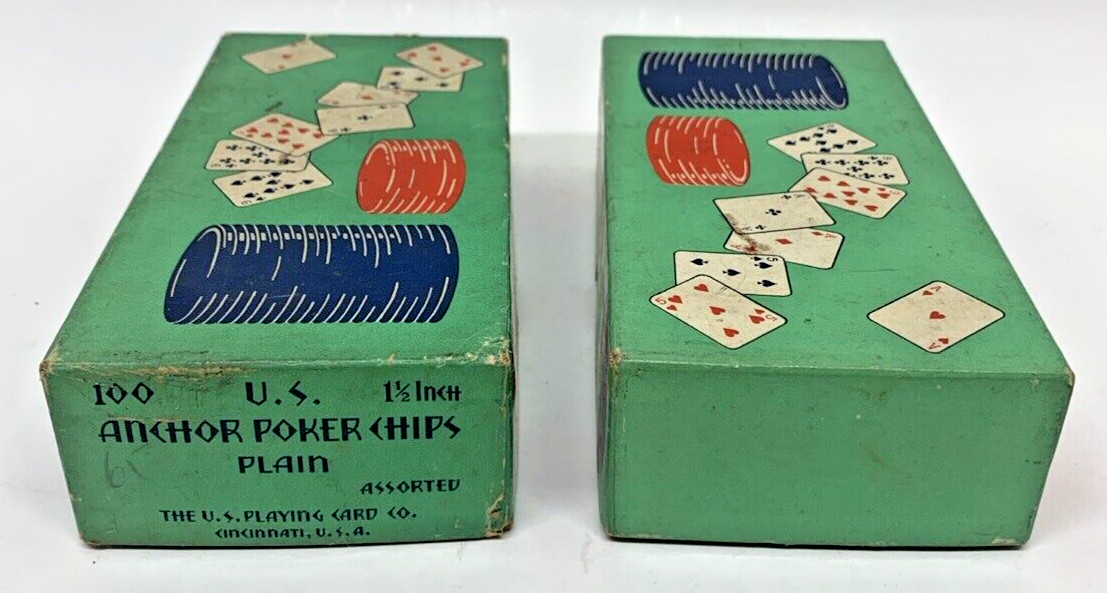 100 U.S. 1½ INCH
ANCHOR POKER CHIPS
PLAIN
ASSORTED
THE U.S. PLAYING CARD CO.
CINCINNATI, U.S.A.